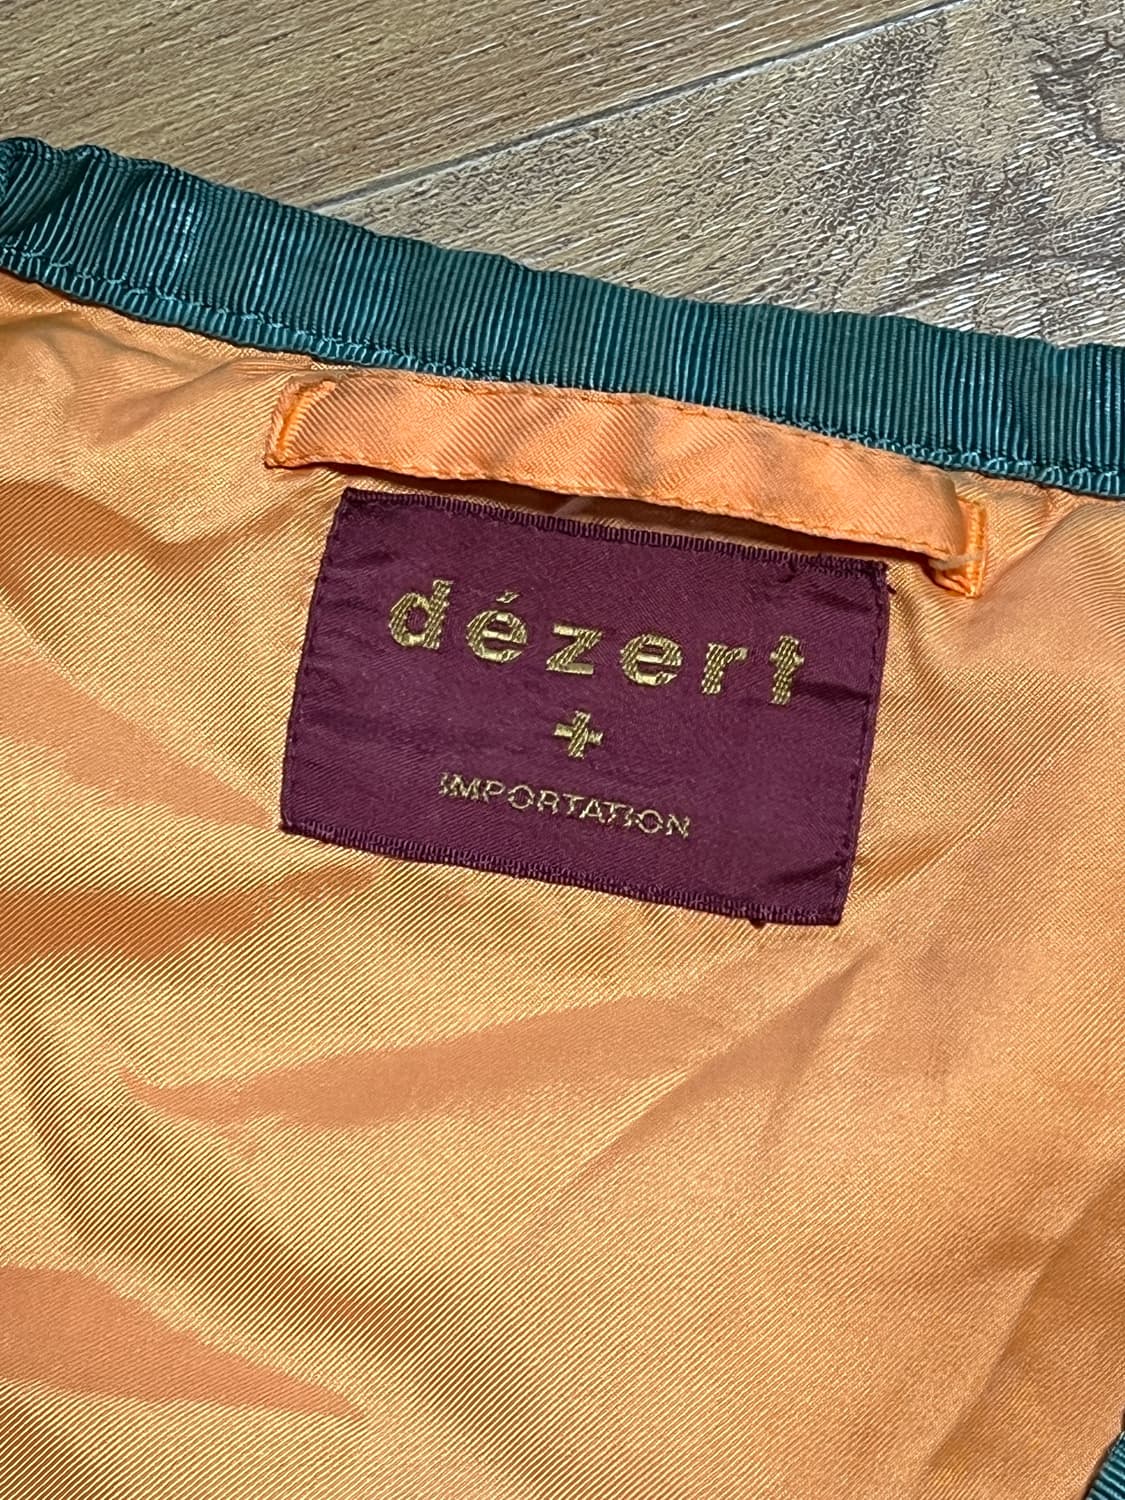 dézert
+
IMPORTATION